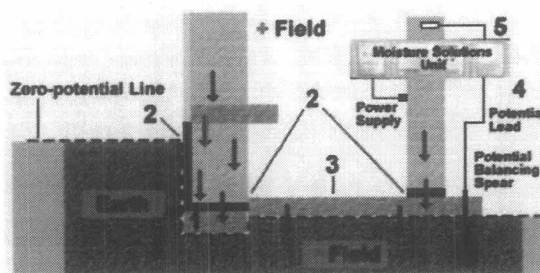 + Field
5
Moisture Solutions
Unit
Zero-potential Line
2
2
Power
Supply
4
Potential
Lead
3
Potential
Balancing
Spear
Earth
Field